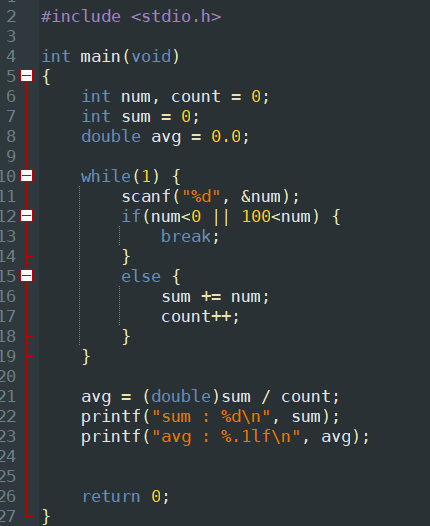 2 #include <stdio.h>
3
4 int main(void)
5 {
6     int num, count = 0;
7     int sum = 0;
8     double avg = 0.0;
9
10     while(1) {
11         scanf("%d", &num);
12         if(num<0 || 100<num) {
13             break;
14         }
15         else {
16             sum += num;
17             count++;
18         }
19     }
20
21     avg = (double)sum / count;
22     printf("sum : %d\n", sum);
23     printf("avg : %.1lf\n", avg);
24
25
26     return 0;
27 }